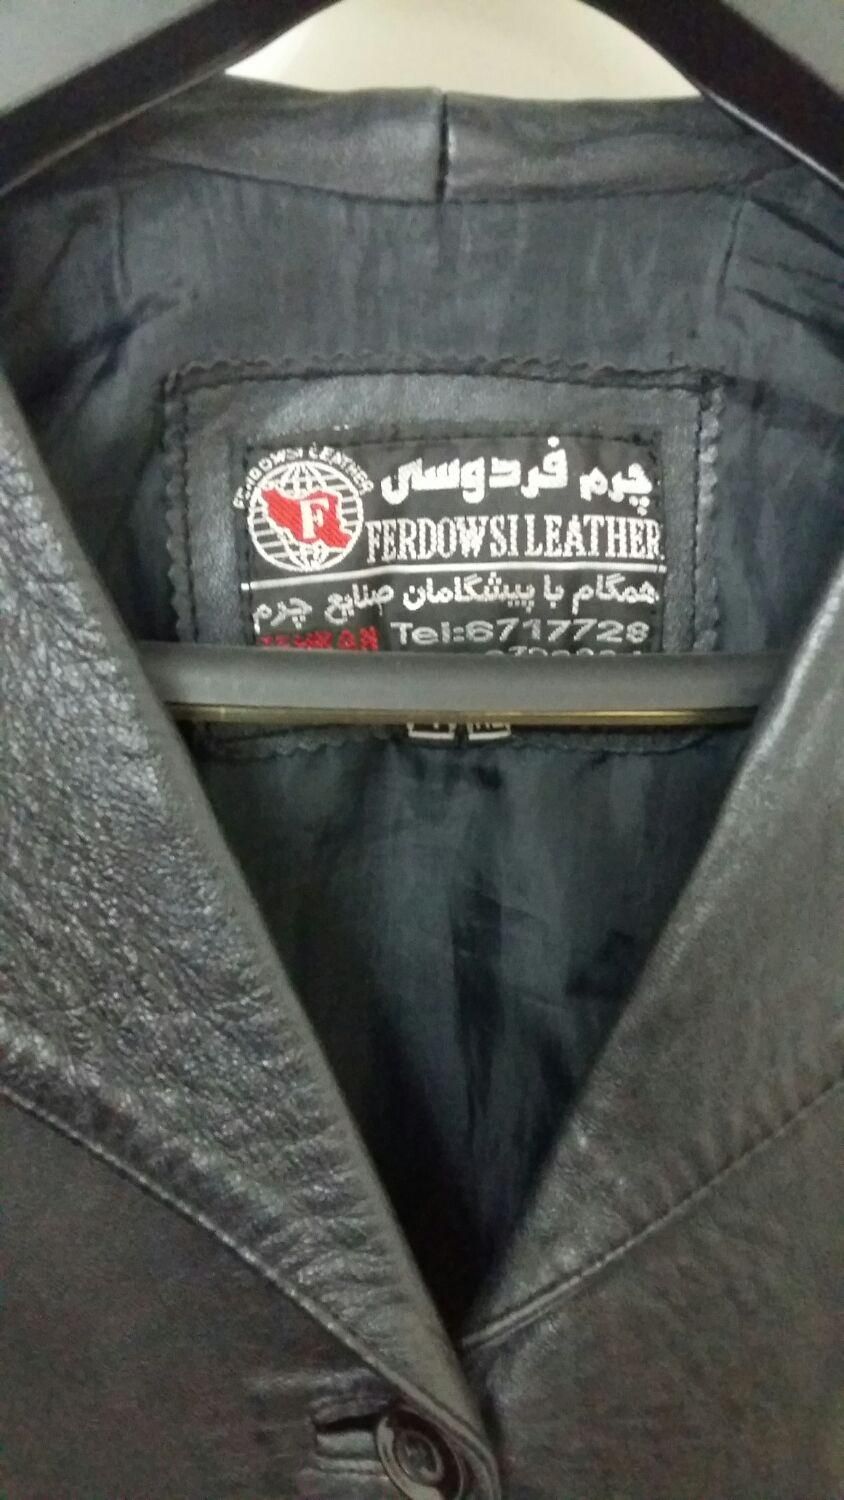 FERDOWSI LEATHER
F
چرم فردوسی
FERDOWSI LEATHER
همگام با پیشگامان صنایع چرم
Tel:6717728